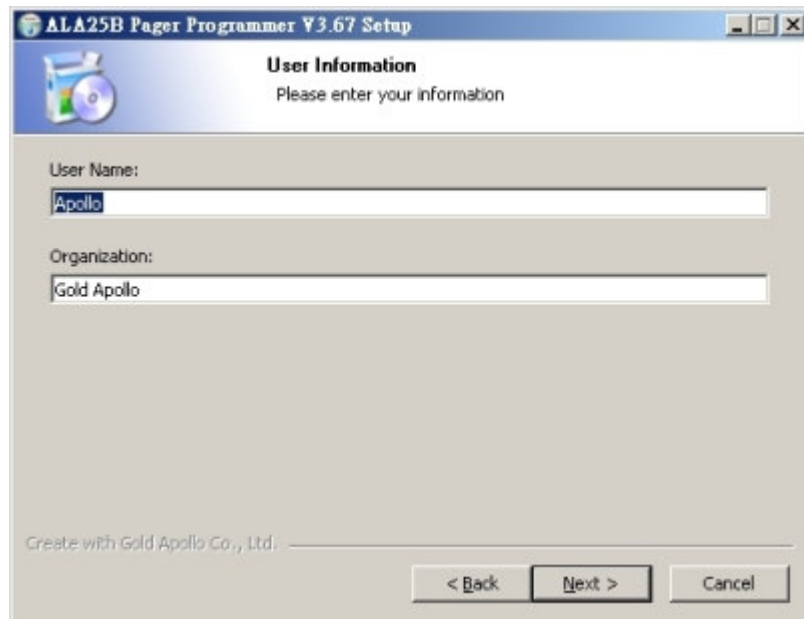 ALA25B Pager Programmer V3.67 Setup
User Information
Please enter your information
User Name:
Apollo
Organization:
Gold Apollo
Create with Gold Apollo Co., Ltd.
< Back
Next >
Cancel